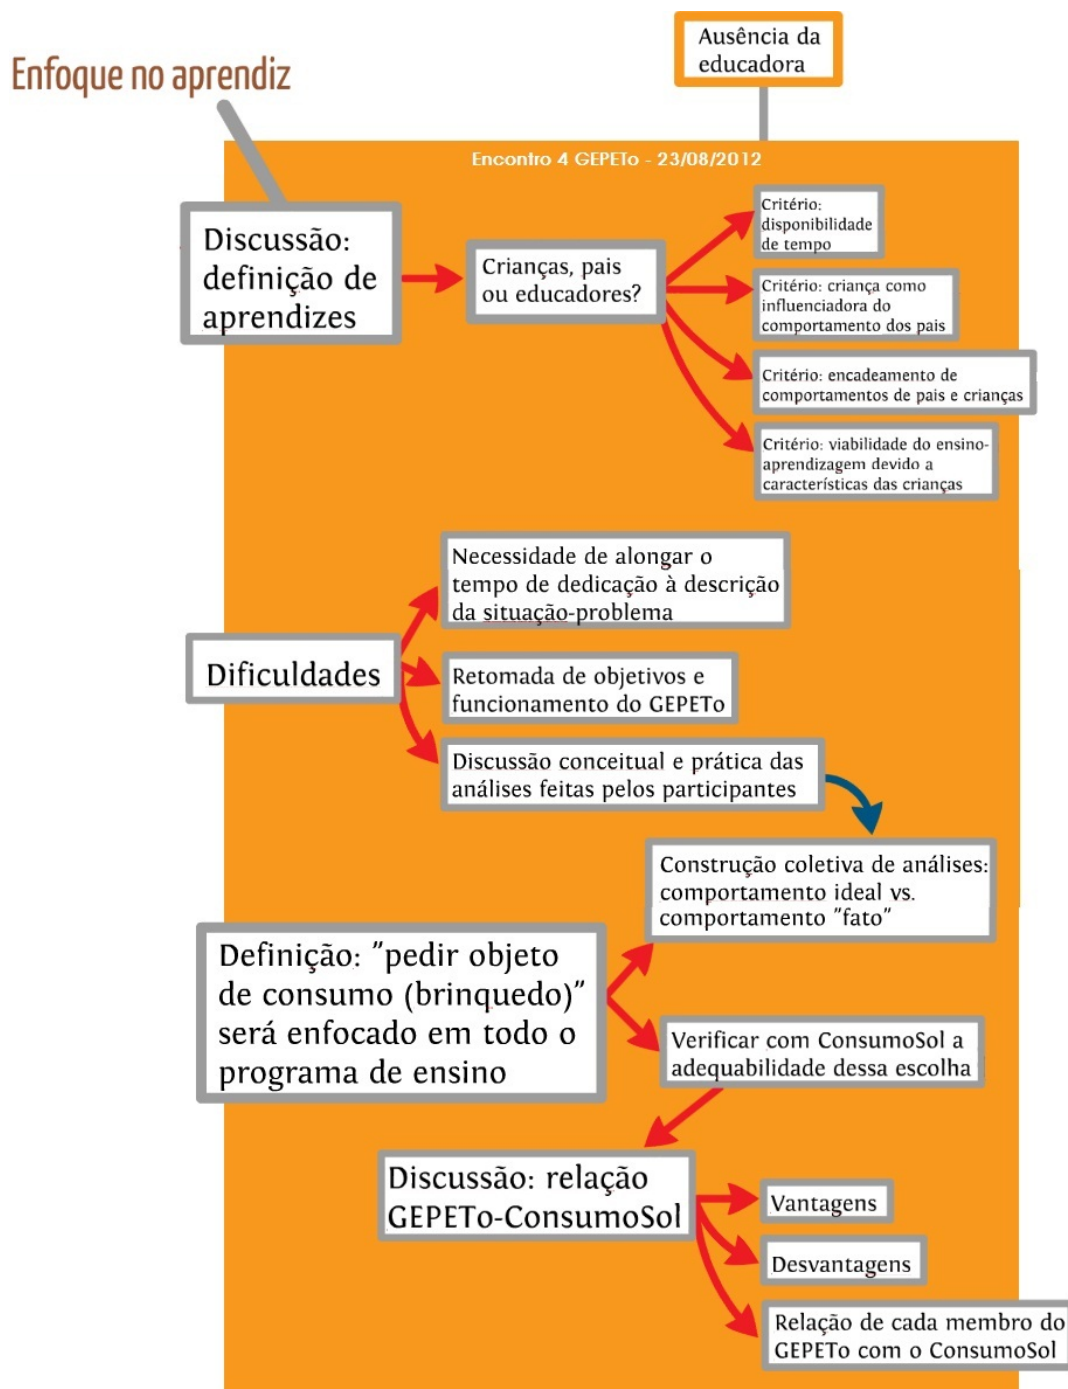 Ausência da
educadora
Enfoque no aprendiz
Encontro 4 GEPETo - 23/08/2012
Discussão:
definição de
aprendizes
Crianças, pais
ou educadores?
Critério:
disponibilidade
de tempo
Critério: criança como
influenciadora do
comportamento dos pais
Critério: encadeamento de
comportamentos de pais e crianças
Critério: viabilidade do ensino-
aprendizagem devido a
características das crianças
Dificuldades
Necessidade de alongar o
tempo de dedicação à descrição
da situação-problema
Retomada de objetivos e
funcionamento do GEPETo
Discussão conceitual e prática das
análises feitas pelos participantes
Construção coletiva de análises:
comportamento ideal vs.
comportamento "fato"
Definição: "pedir objeto
de consumo (brinquedo)"
será enfocado em todo o
programa de ensino
Verificar com ConsumoSol a
adequabilidade dessa escolha
Discussão: relação
GEPETo-ConsumoSol
Vantagens
Desvantagens
Relação de cada membro do
GEPETo com o ConsumoSol